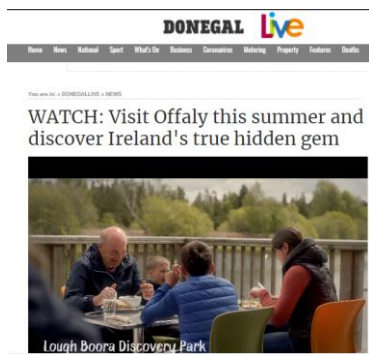 DONEGAL Live
Home News National Sport What's On Business Coronavirus Motoring Property Features Deaths
You are in: » DONEGALLIVE » NEWS
WATCH: Visit Offaly this summer and
discover Ireland's true hidden gem
Lough Boora Discovery Park